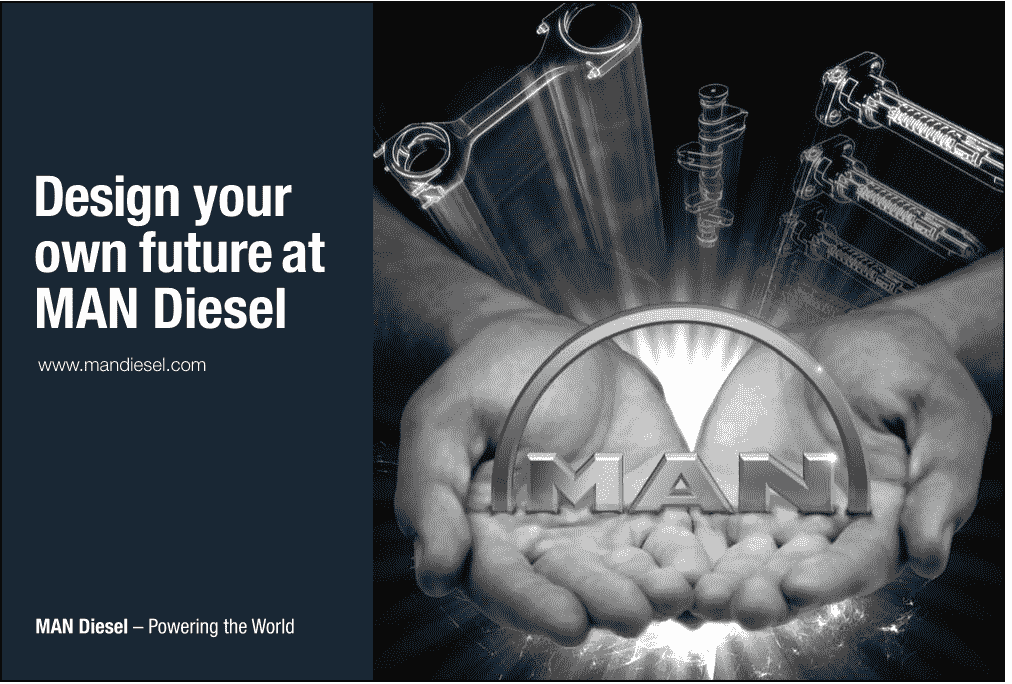 Design your
own future at
MAN Diesel
www.mandiesel.com
MAN
MAN Diesel – Powering the World